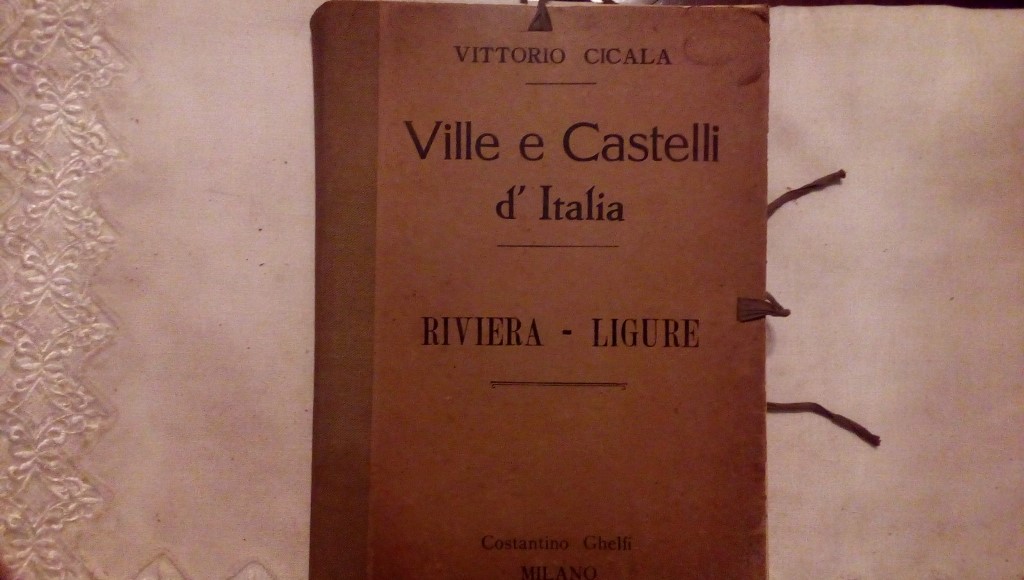 VITTORIO CICALA
Ville e Castelli
d' Italia
RIVIERA - LIGURE
Costantino Ghelfi
MILANO